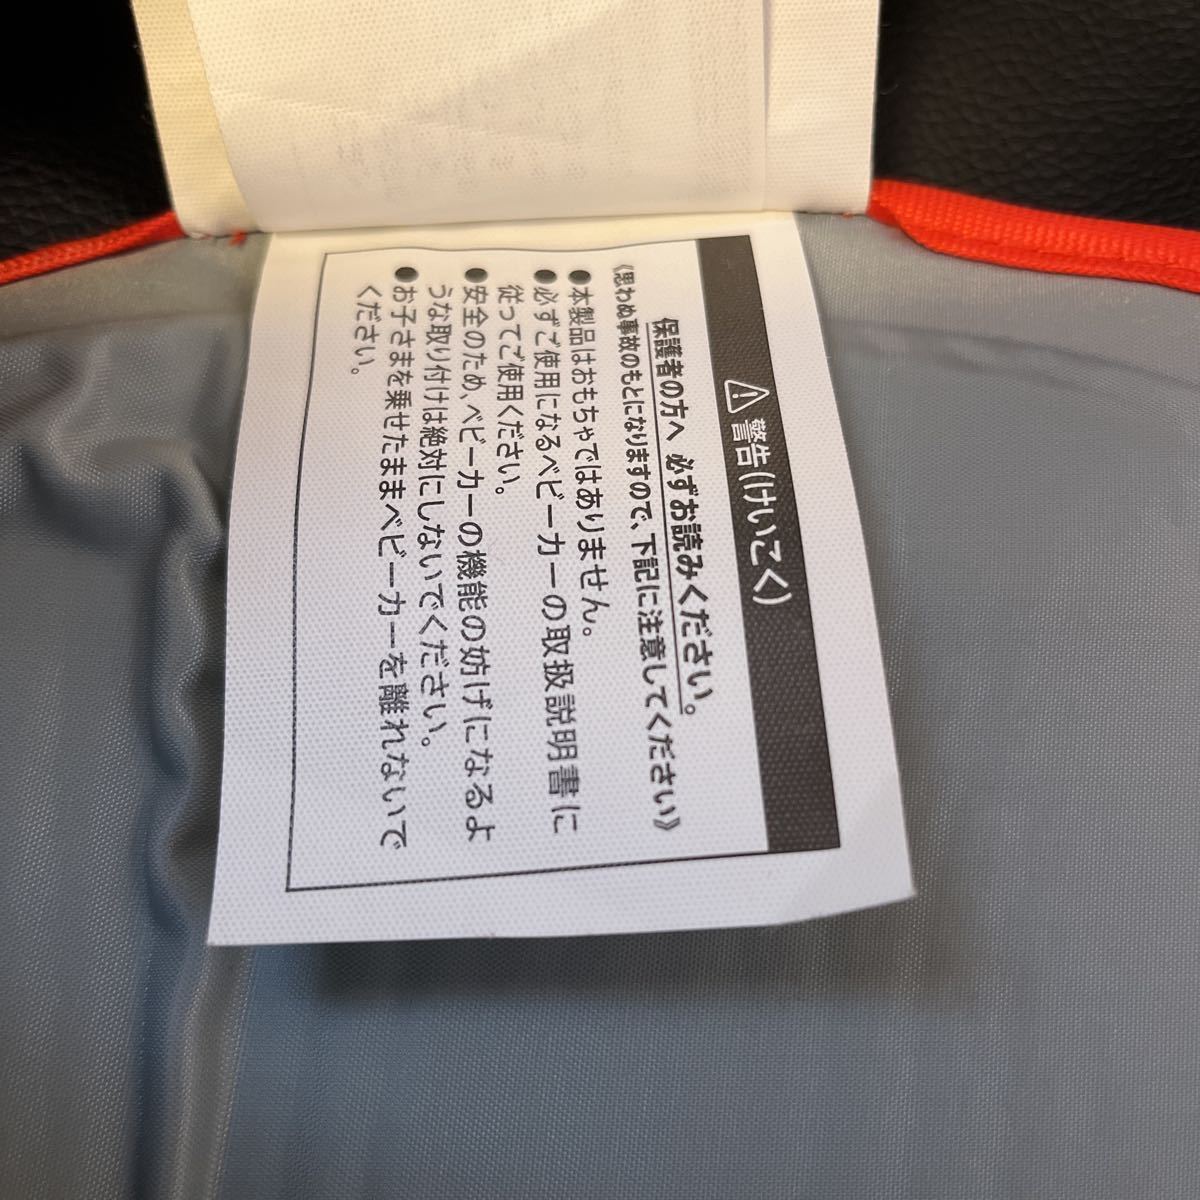 ⚠警告(けいこく)
保護者の方へ 必ずお読みください。
《思わぬ事故のもとになりますので、下記に注意してください》
●本製品はおもちゃではありません。
●必ずご使用になるベビーカーの取扱説明書に
従ってご使用ください。
●安全のため、ベビーカーの機能の妨げになるよ
うな取り付けは絶対にしないでください。
●お子さまを乗せたままベビーカーを離れないで
ください。